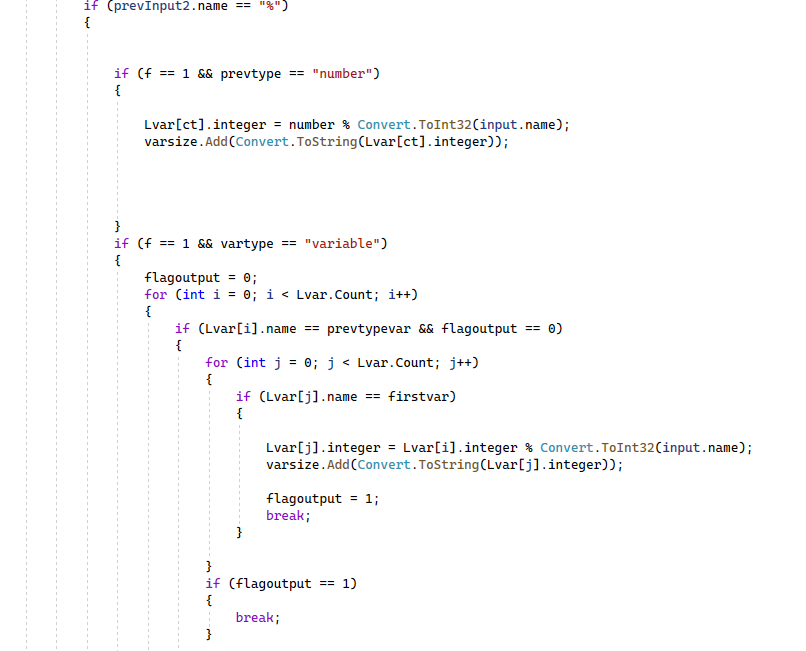 if (prevInput2.name == "%")
{
if (f == 1 && prevtype == "number")
{
Lvar[ct].integer = number % Convert.ToInt32(input.name);
varsize.Add(Convert.ToString(Lvar[ct].integer));
}
if (f == 1 && vartype == "variable")
{
flagoutput = 0;
for (int i = 0; i < Lvar.Count; i++)
{
if (Lvar[i].name == prevtypevar && flagoutput == 0)
{
for (int j = 0; j < Lvar.Count; j++)
{
if (Lvar[j].name == firstvar)
{
Lvar[j].integer = Lvar[i].integer % Convert.ToInt32(input.name);
varsize.Add(Convert.ToString(Lvar[j].integer));
flagoutput = 1;
break;
}
}
if (flagoutput == 1)
{
break;
}